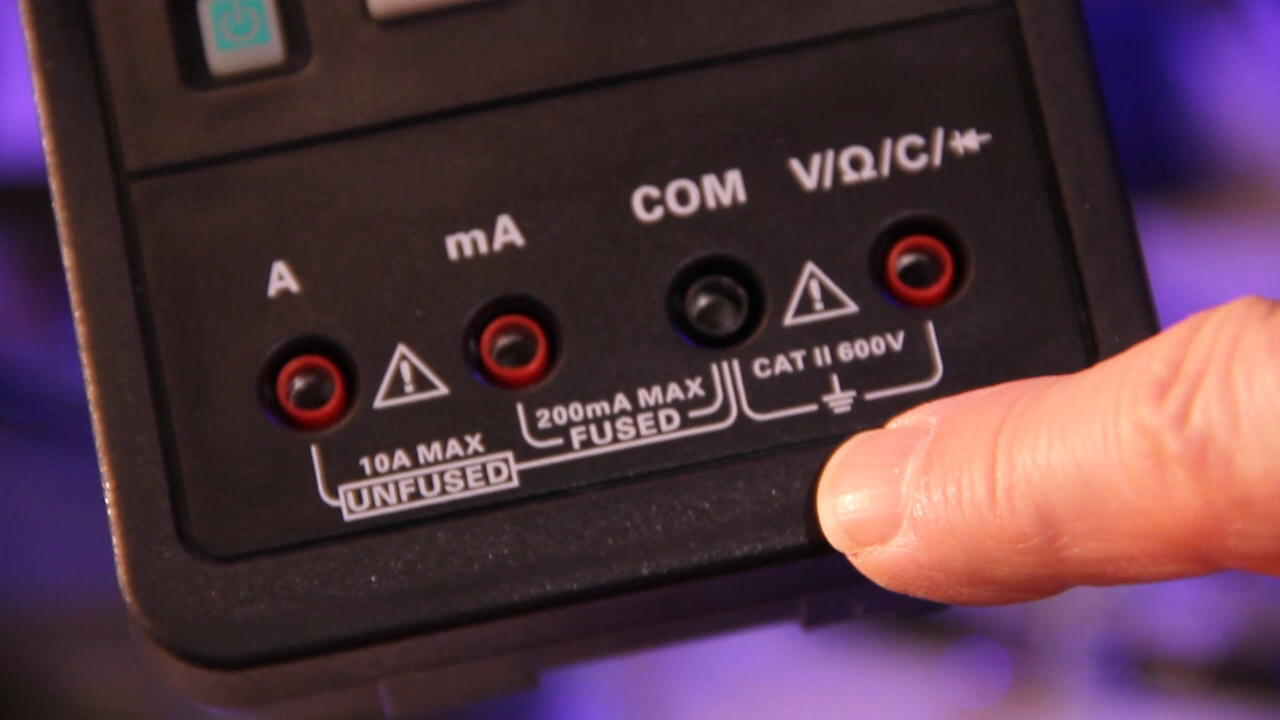 A
mA
COM
V/Ω/C/
10A MAX
UNFUSED
200mA MAX
FUSED
CAT II 600V